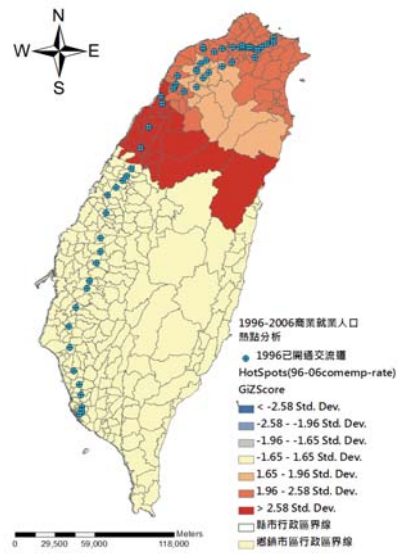 N
W E
S
1996-2006商業就業人口
熱點分析
1996已開通交流道
HotSpots(96-06comemp-rate)
GiZScore
< -2.58 Std. Dev.
-2.58 - -1.96 Std. Dev.
-1.96 - -1.65 Std. Dev.
-1.65 - 1.65 Std. Dev.
1.65 - 1.96 Std. Dev.
1.96 - 2.58 Std. Dev.
> 2.58 Std. Dev.
縣市行政區界線
鄉鎮市區行政區界線
Meters
0 29,500 59,000 118,000